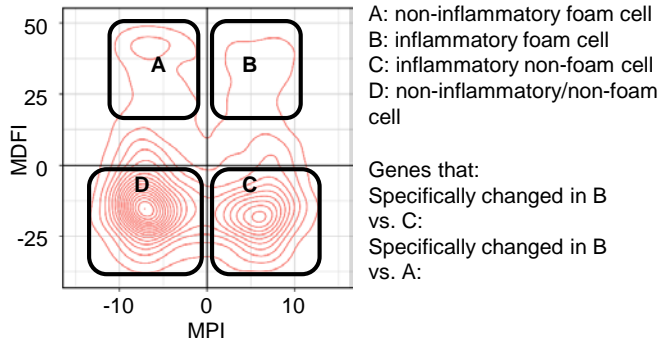 50
25
0
-25
MDFI
-10
0
10
MPI
A
B
D
C
A: non-inflammatory foam cell
B: inflammatory foam cell
C: inflammatory non-foam cell
D: non-inflammatory/non-foam
cell
Genes that:
Specifically changed in B
vs. C:
Specifically changed in B
vs. A: